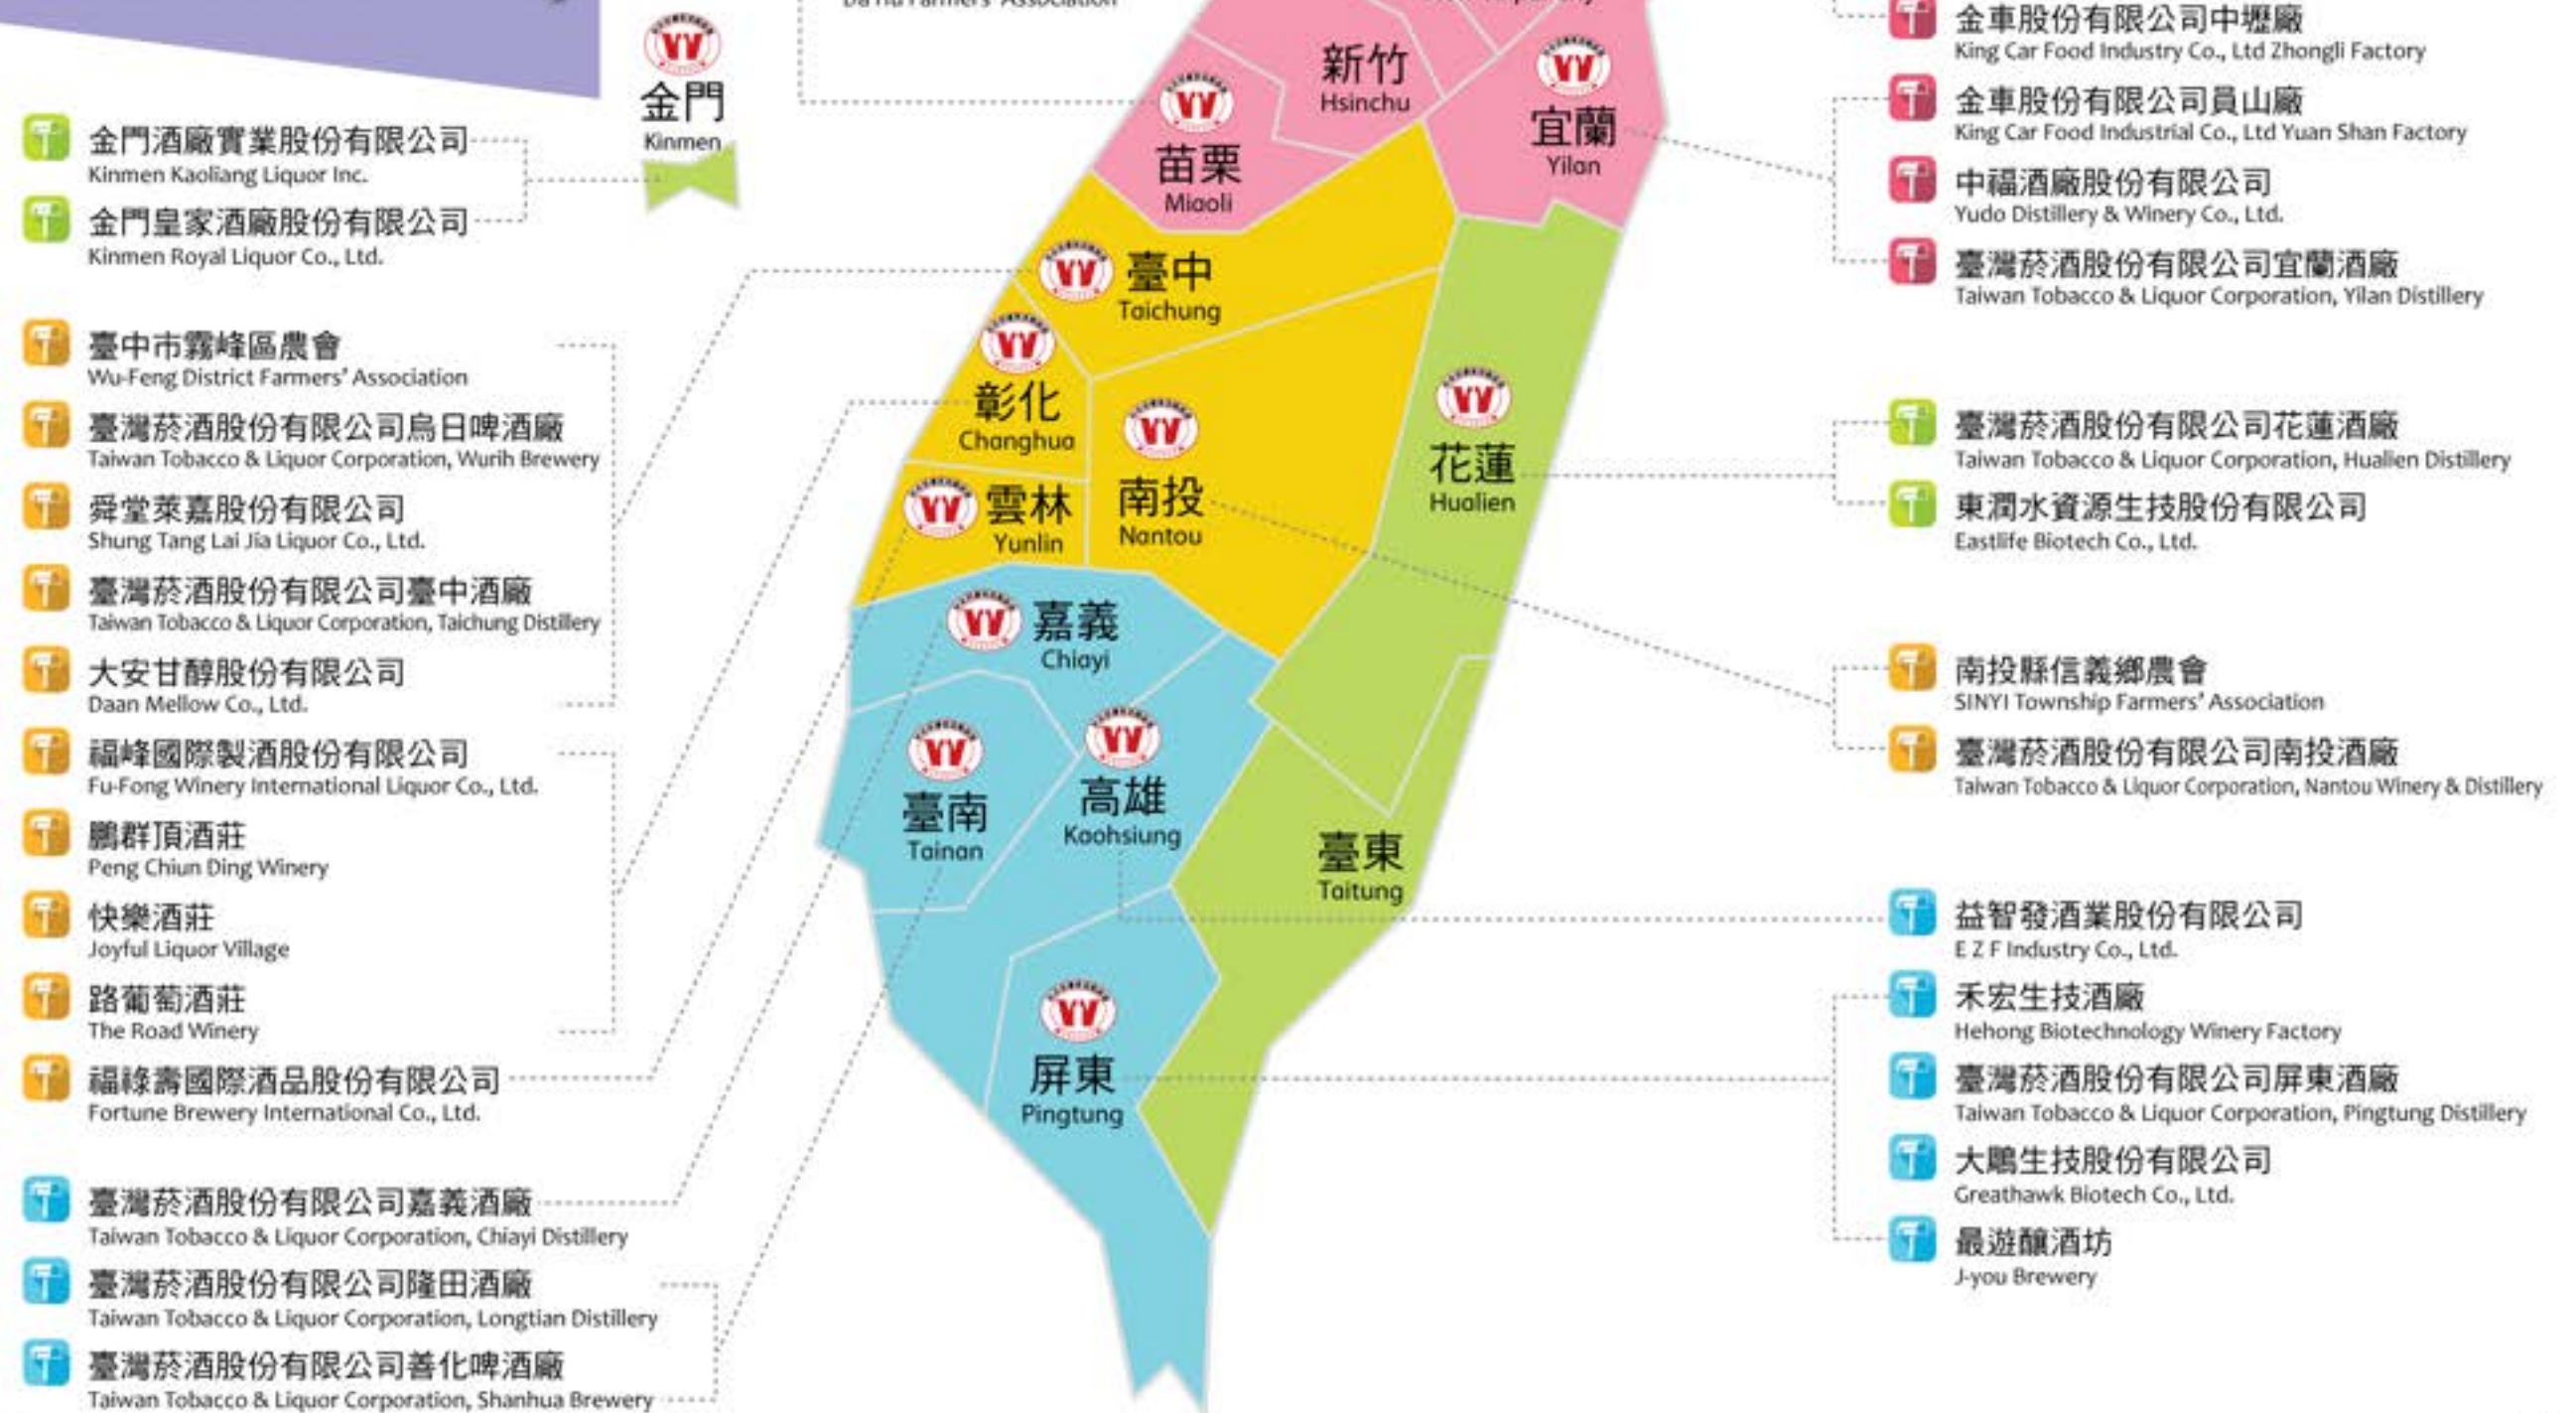 金門
Kinmen
金門酒廠實業股份有限公司
Kinmen Kaoliang Liquor Inc.
金門皇家酒廠股份有限公司
Kinmen Royal Liquor Co., Ltd.
臺中市霧峰區農會
Wu-Feng District Farmers' Association
臺灣菸酒股份有限公司烏日啤酒廠
Taiwan Tobacco & Liquor Corporation, Wurih Brewery
舜堂萊嘉股份有限公司
Shung Tang Lai Jia Liquor Co., Ltd.
臺灣菸酒股份有限公司臺中酒廠
Taiwan Tobacco & Liquor Corporation, Taichung Distillery
大安甘醇股份有限公司
Daan Mellow Co., Ltd.
福峰國際製酒股份有限公司
Fu-Fong Winery International Liquor Co., Ltd.
鵬群頂酒莊
Peng Chiun Ding Winery
快樂酒莊
Joyful Liquor Village
路葡萄酒莊
The Road Winery
福祿壽國際酒品股份有限公司
Fortune Brewery International Co., Ltd.
臺灣菸酒股份有限公司嘉義酒廠
Taiwan Tobacco & Liquor Corporation, Chiayi Distillery
臺灣菸酒股份有限公司隆田酒廠
Taiwan Tobacco & Liquor Corporation, Longtian Distillery
臺灣菸酒股份有限公司善化啤酒廠
Taiwan Tobacco & Liquor Corporation, Shanhua Brewery
Da Hu Farmers' Association
新竹
Hsinchu
宜蘭
Yilan
苗栗
Miaoli
臺中
Taichung
彰化
Changhua
南投
Nantou
花蓮
Hualien
雲林
Yunlin
嘉義
Chiayi
臺南
Tainan
高雄
Kaohsiung
臺東
Taitung
屏東
Pingtung
金車股份有限公司中壢廠
King Car Food Industry Co., Ltd Zhongli Factory
金車股份有限公司員山廠
King Car Food Industrial Co., Ltd Yuan Shan Factory
中福酒廠股份有限公司
Yudo Distillery & Winery Co., Ltd.
臺灣菸酒股份有限公司宜蘭酒廠
Taiwan Tobacco & Liquor Corporation, Yilan Distillery
臺灣菸酒股份有限公司花蓮酒廠
Taiwan Tobacco & Liquor Corporation, Hualien Distillery
東潤水資源生技股份有限公司
Eastlife Biotech Co., Ltd.
南投縣信義鄉農會
SINYI Township Farmers' Association
臺灣菸酒股份有限公司南投酒廠
Taiwan Tobacco & Liquor Corporation, Nantou Winery & Distillery
益智發酒業股份有限公司
E Z F Industry Co., Ltd.
禾宏生技酒廠
Hehong Biotechnology Winery Factory
臺灣菸酒股份有限公司屏東酒廠
Taiwan Tobacco & Liquor Corporation, Pingtung Distillery
大鵰生技股份有限公司
Greathawk Biotech Co., Ltd.
最遊釀酒坊
J-you Brewery